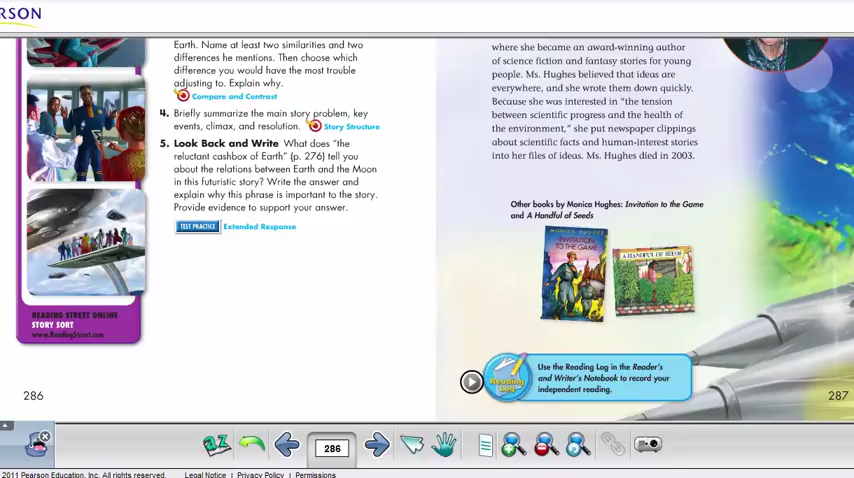 RSON
Earth. Name at least two similarities and two
differences he mentions. Then choose which
difference you would have the most trouble
adjusting to. Explain why.
Compare and Contrast
4. Briefly summarize the main story problem, key
events, climax, and resolution. Story Structure
5. Look Back and Write What does "the
reluctant cashbox of Earth" (p. 276) tell you
about the relations between Earth and the Moon
in this futuristic story? Write the answer and
explain why this phrase is important to the story.
Provide evidence to support your answer.
TEST PRACTICE Extended Response
READING STREET ONLINE
STORY SORT
www.ReadingStreet.com
286
where she became an award-winning author
of science fiction and fantasy stories for young
people. Ms. Hughes believed that ideas are
everywhere, and she wrote them down quickly.
Because she was interested in "the tension
between scientific progress and the health of
the environment," she put newspaper clippings
about scientific facts and human-interest stories
into her files of ideas. Ms. Hughes died in 2003.
Other books by Monica Hughes: Invitation to the Game
and A Handful of Seeds
MONICA HUGHES
INVITATION
TO THE GAME
A HANDFUL OF SEEDS
Reading
Log
Use the Reading Log in the Reader's
and Writer's Notebook to record your
independent reading.
287
az
286
2011 Pearson Education, Inc. All rights reserved. Legal Notice | Privacy Policy | Permissions